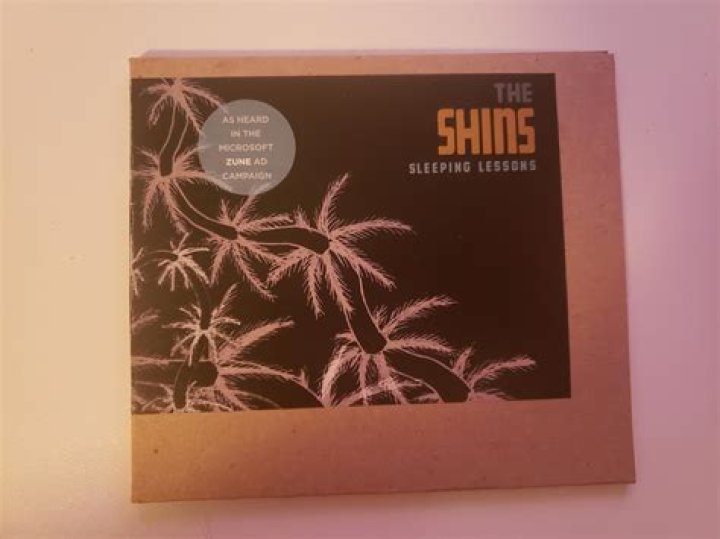 THE
SHINS
SLEEPING LESSONS
AS HEARD
IN THE
MICROSOFT
ZUNE AD
CAMPAIGN